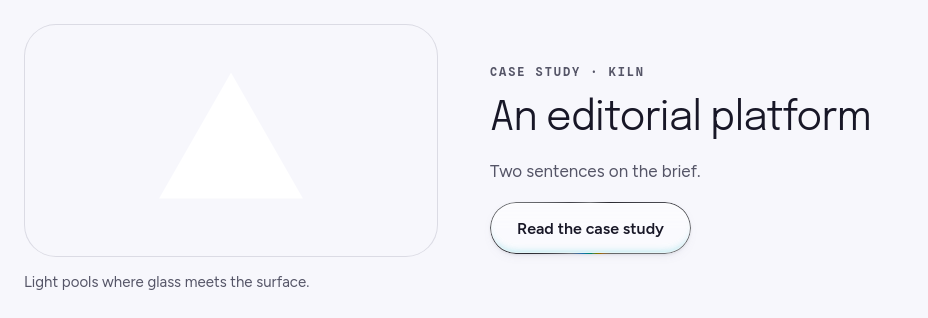 CASE STUDY · KILN
An editorial platform
Two sentences on the brief.
Read the case study
Light pools where glass meets the surface.